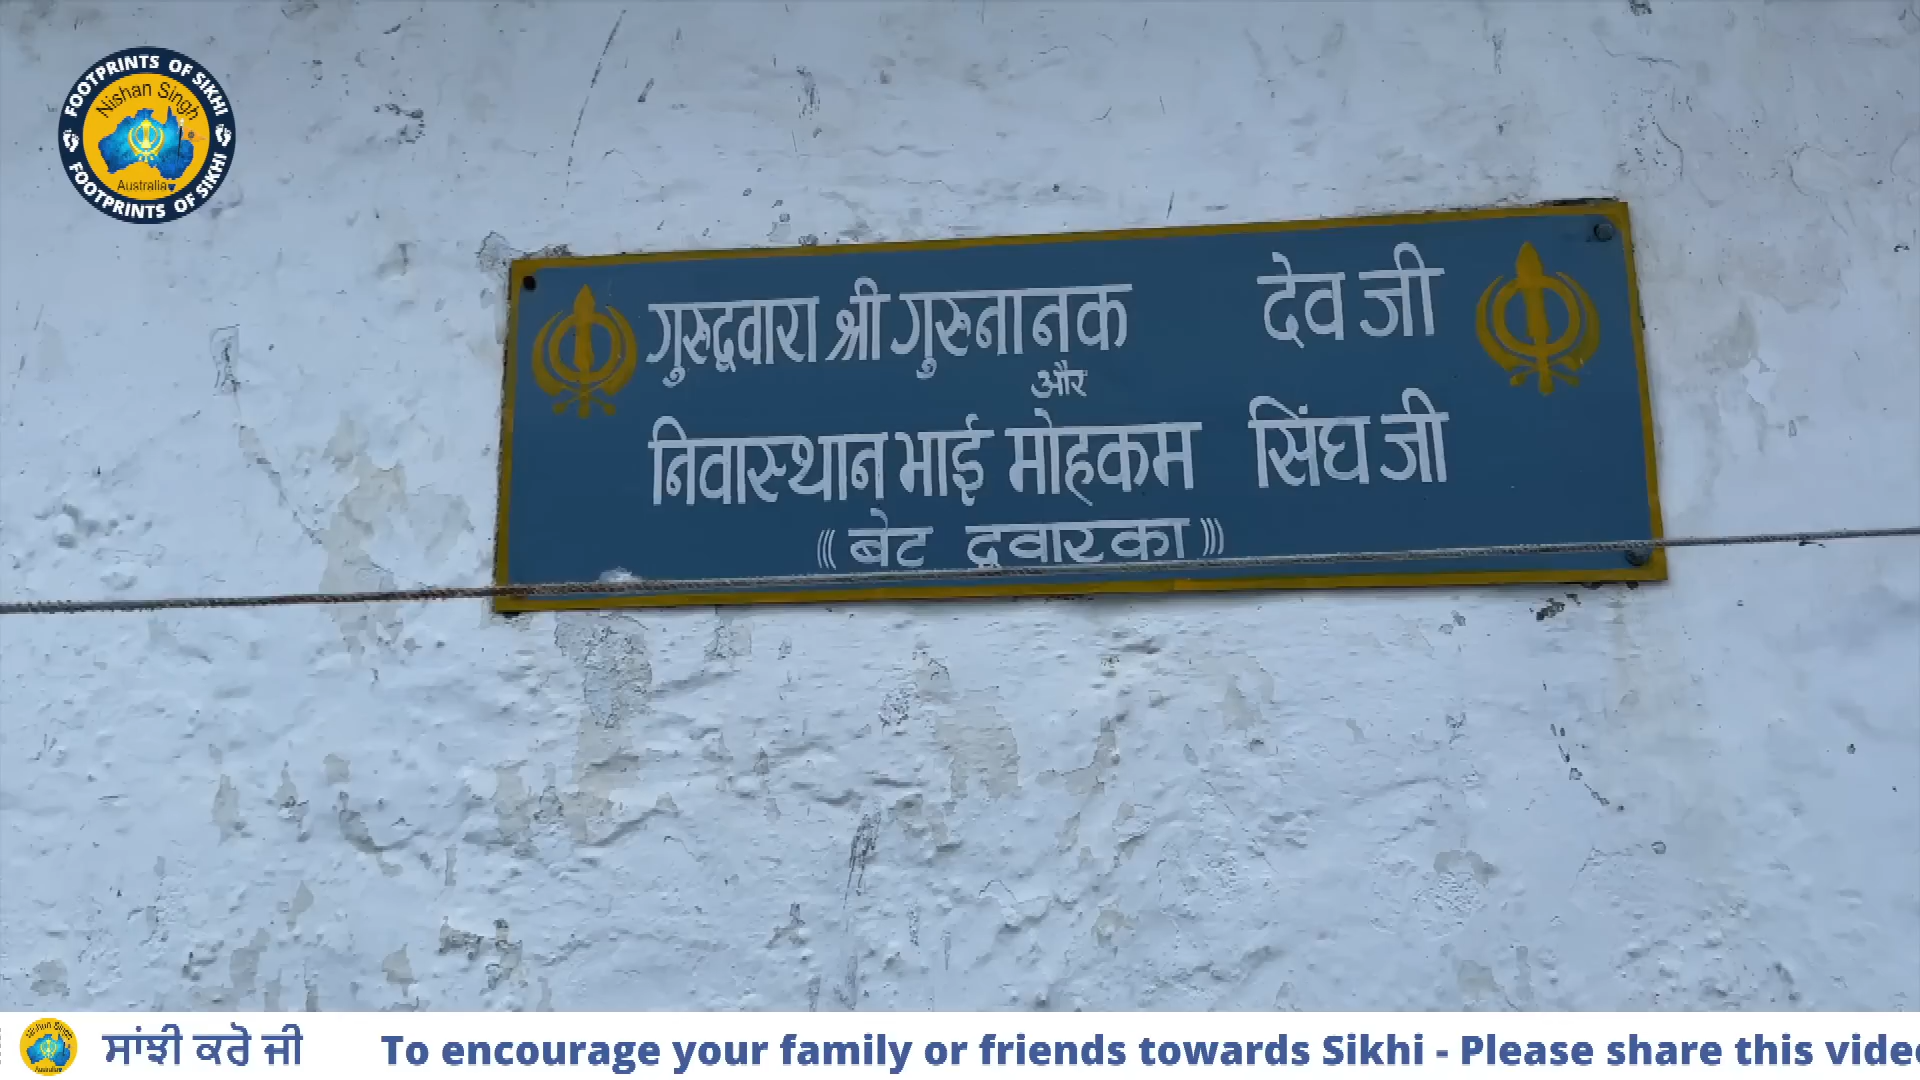 FOOTPRINTS OF SIKHI
Nishan Singh
Australia
FOOTPRINTS OF SIKHI
गुरुद्वारा श्री गुरुनानक देव जी
और
निवास्थान भाई मोहकम सिंघ जी
(((बेट द्वारका)))
ਸਾਂਝੀ ਕਰੋ ਜੀ To encourage your family or friends towards Sikhi - Please share this vide